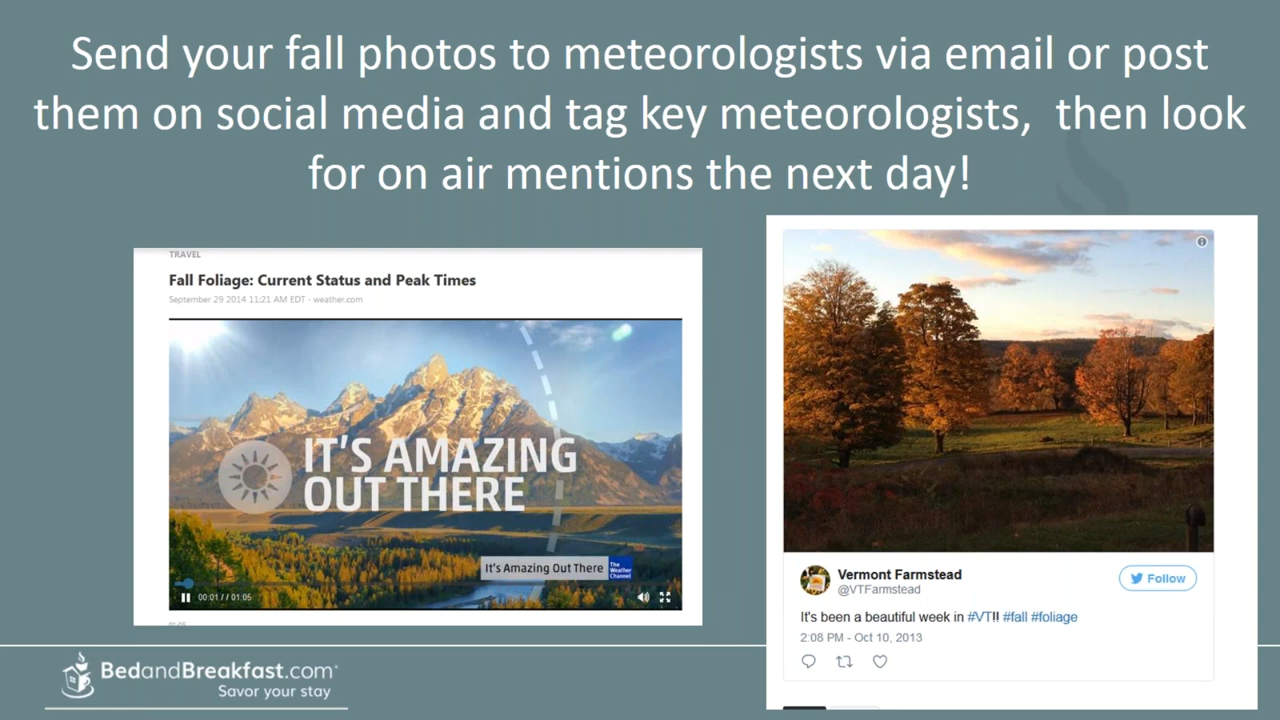 Send your fall photos to meteorologists via email or post
them on social media and tag key meteorologists,  then look
for on air mentions the next day!
TRAVEL
Fall Foliage: Current Status and Peak Times
September 29 2014 11:21 AM EDT - weather.com
IT'S AMAZING
OUT THERE
It's Amazing Out There
The
Weather
Channel
00:01 / / 01:05
Vermont Farmstead
@VTFarmstead
Follow
It's been a beautiful week in #VT!! #fall #foliage
2:08 PM - Oct 10, 2013
BedandBreakfast.com
Savor your stay